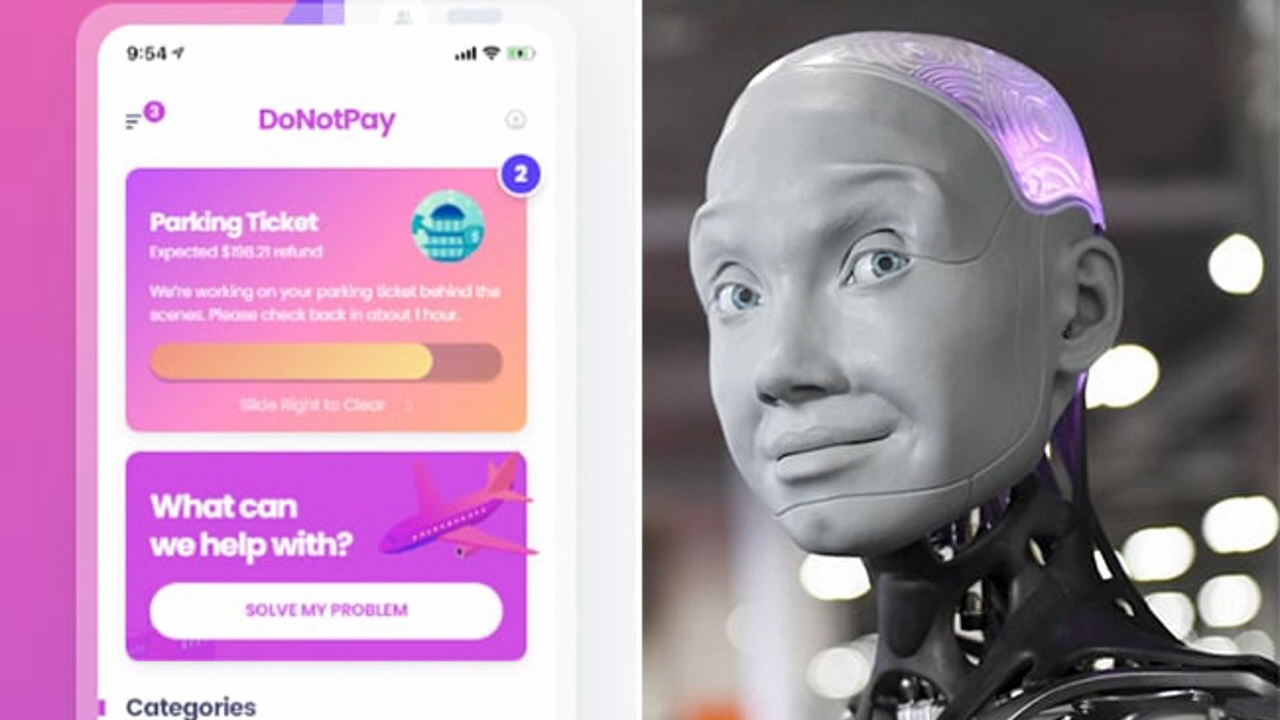 9:54
3
DoNotPay
2
Parking Ticket
Expected $198.21 refund
We're working on your parking ticket behind the
scenes. Please check back in about 1 hour.
Slide Right to Clear
What can
we help with?
SOLVE MY PROBLEM
Categories